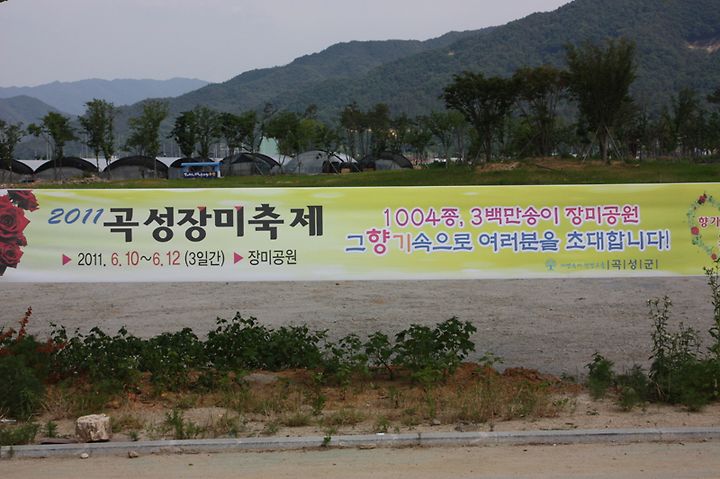 2011 곡성장미축제
▶ 2011. 6. 10~6. 12 (3일간) ▶ 장미공원
1004종, 3백만송이 장미공원
그향기속으로 여러분을 초대합니다!
곡성군
향기